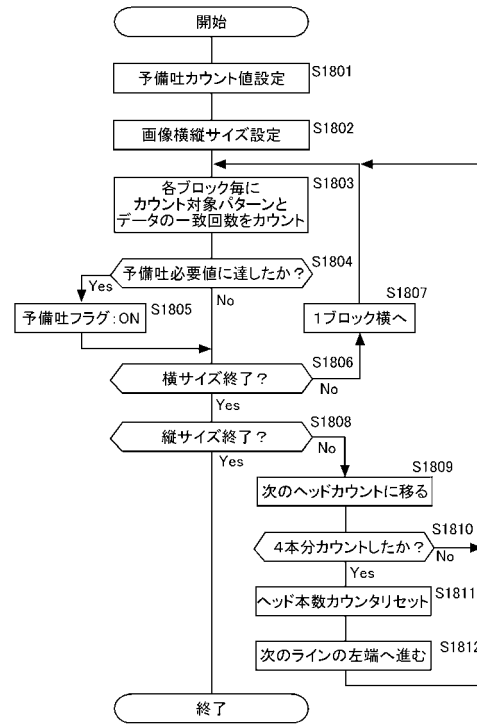 開始
予備吐カウント値設定
S1801
画像横縦サイズ設定
S1802
各ブロック毎に
カウント対象パターンと
データの一致回数をカウント
S1803
予備吐必要値に達したか？
S1804
Yes
No
予備吐フラグ：ON
S1805
1ブロック横へ
S1807
横サイズ終了？
S1806
No
Yes
縦サイズ終了？
S1808
No
Yes
次のヘッドカウントに移る
S1809
4本分カウントしたか？
S1810
No
Yes
ヘッド本数カウンタリセット
S1811
次のラインの左端へ進む
S1812
終了